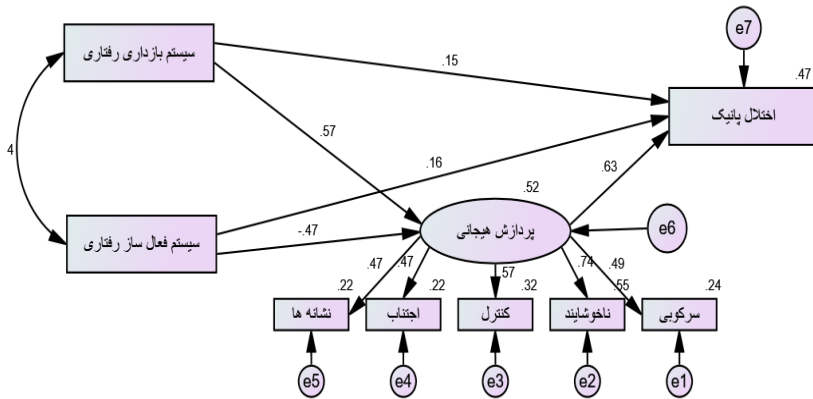 e7
.47
سیستم بازداری رفتاری
.15
اختلال پانیک
.57
4
.16
.63
.52
سیستم فعال ساز رفتاری
-.47
پردازش هیجانی
e6
.47
.47
.57
.74
.49
.22
.22
.32
.55
.24
نشانه ها
اجتناب
کنترل
ناخوشایند
سرکوبی
e5
e4
e3
e2
e1